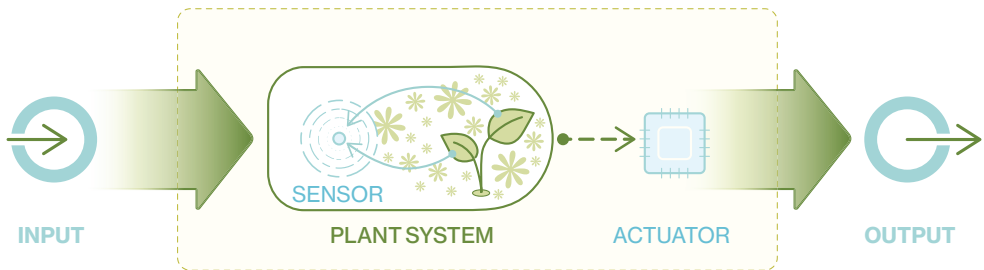 SENSOR
INPUT
PLANT SYSTEM
ACTUATOR
OUTPUT